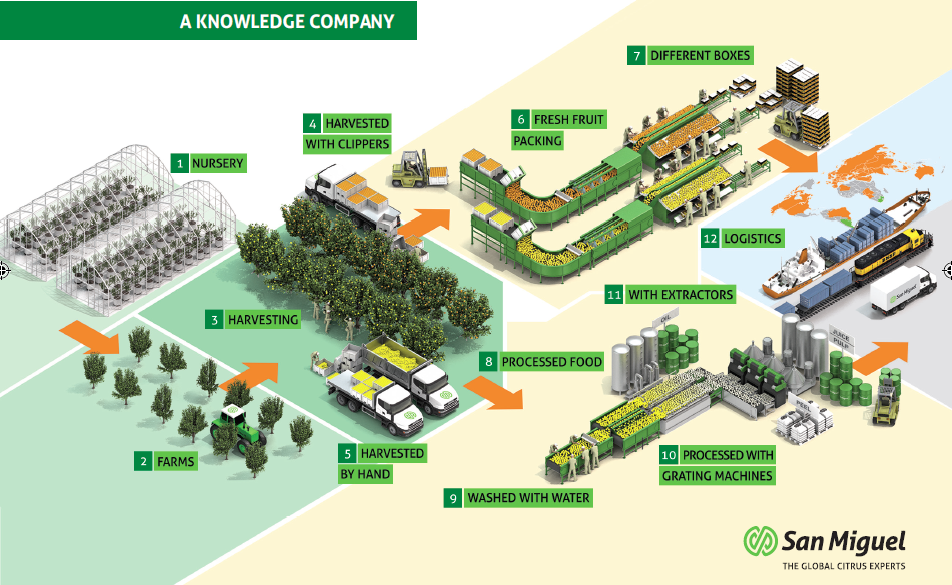 A KNOWLEDGE COMPANY
1 NURSERY
2 FARMS
3 HARVESTING
4 HARVESTED
WITH CLIPPERS
5 HARVESTED
BY HAND
6 FRESH FRUIT
PACKING
7 DIFFERENT BOXES
8 PROCESSED FOOD
9 WASHED WITH WATER
10 PROCESSED WITH
GRATING MACHINES
11 WITH EXTRACTORS
12 LOGISTICS
OIL
JUICE
PULP
PEEL
San Miguel
San Miguel
THE GLOBAL CITRUS EXPERTS